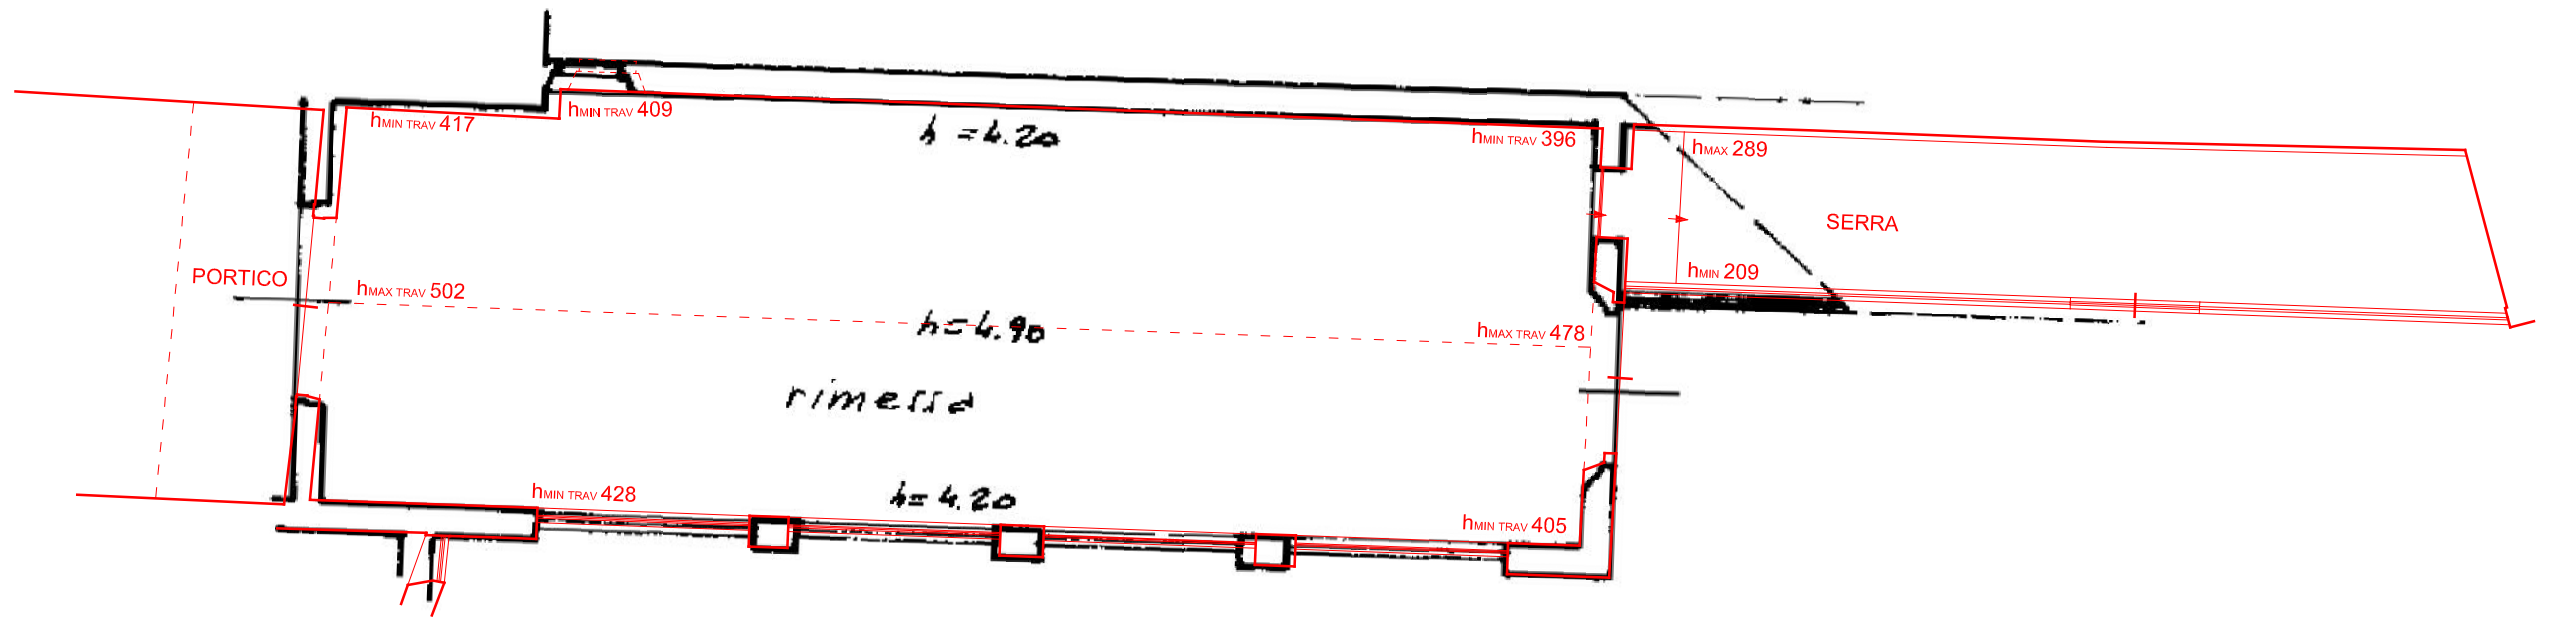 hMIN TRAV 417
hMIN TRAV 409
h = 4.20
hMIN TRAV 396
hMAX 289
SERRA
PORTICO
hMAX TRAV 502
hMIN 209
h = 4.90
hMAX TRAV 478
rimessa
hMIN TRAV 428
h = 4.20
hMIN TRAV 405